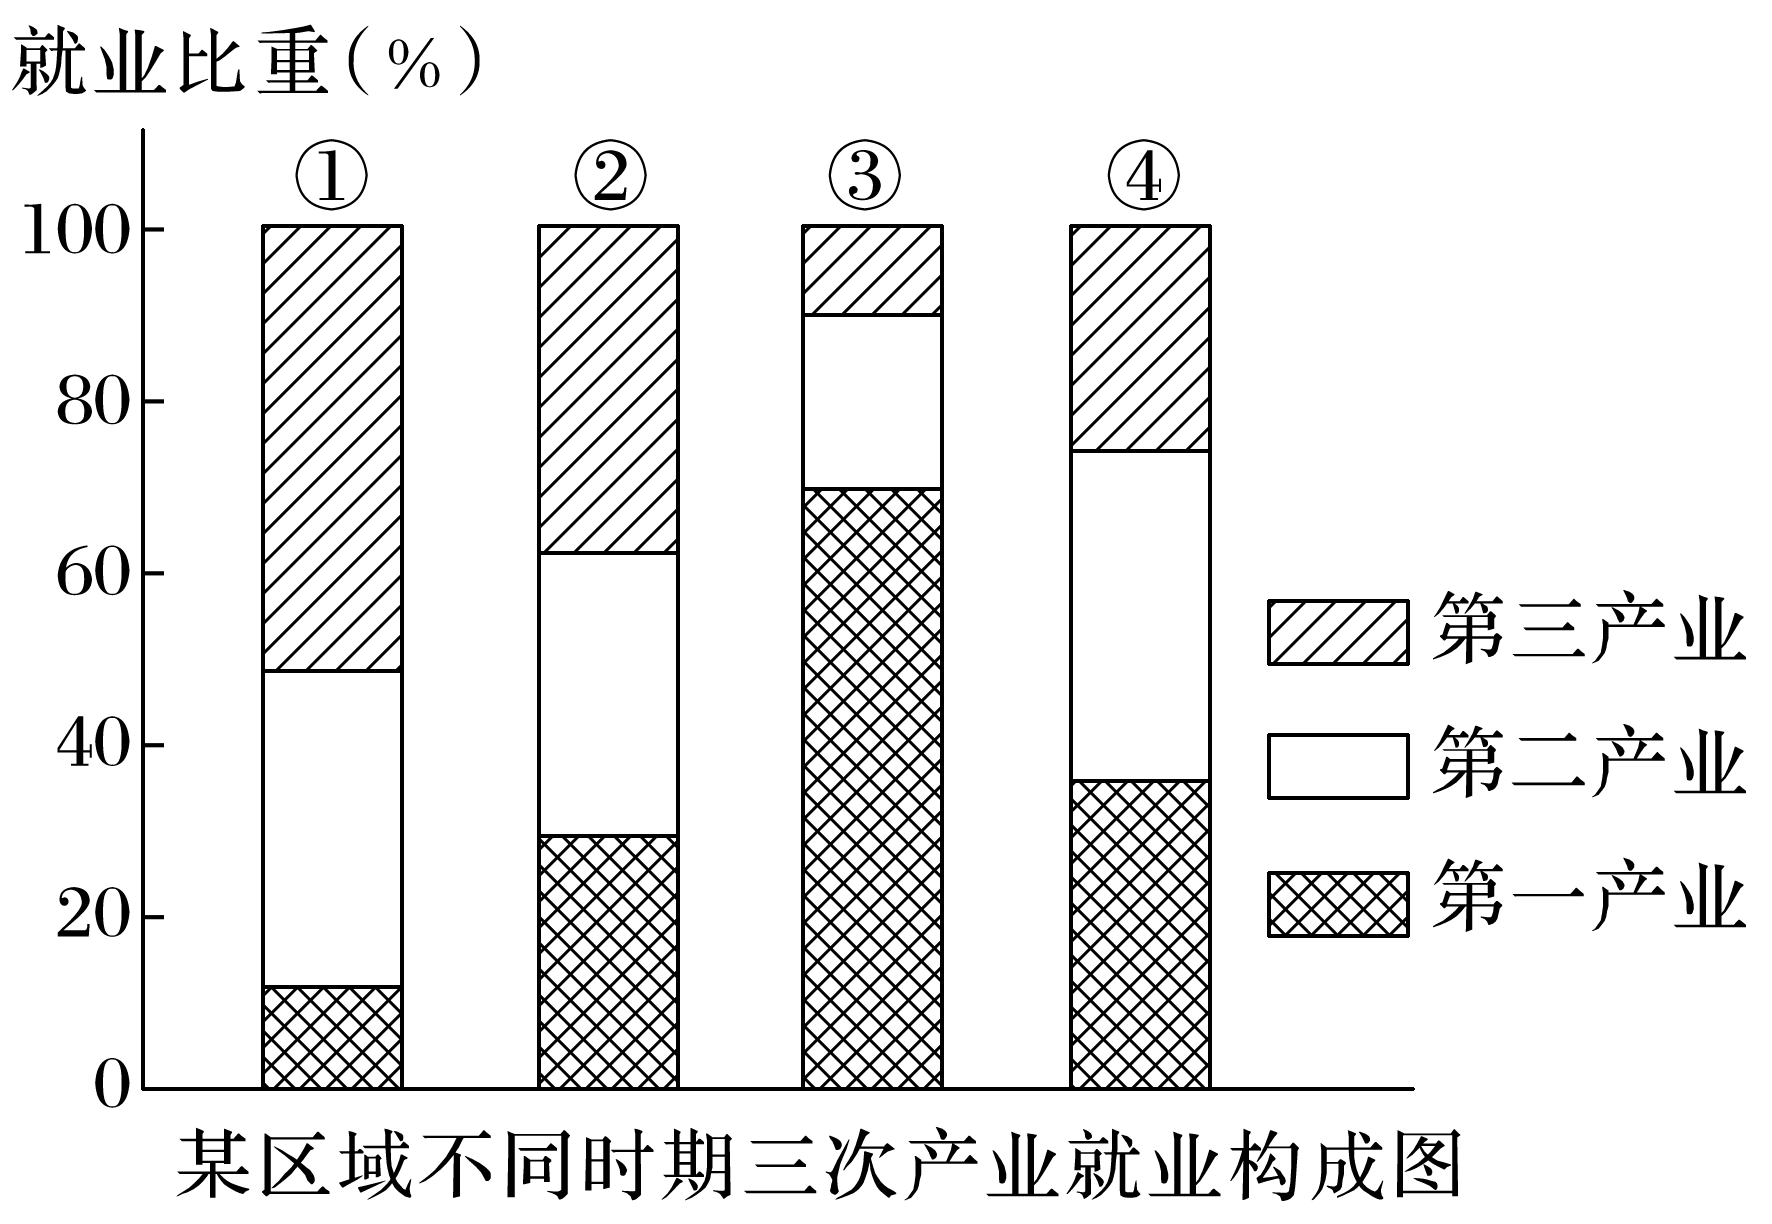 就业比重(%)
① ② ③ ④
100
80
60
40
20
0
第三产业
第二产业
第一产业
某区域不同时期三次产业就业构成图